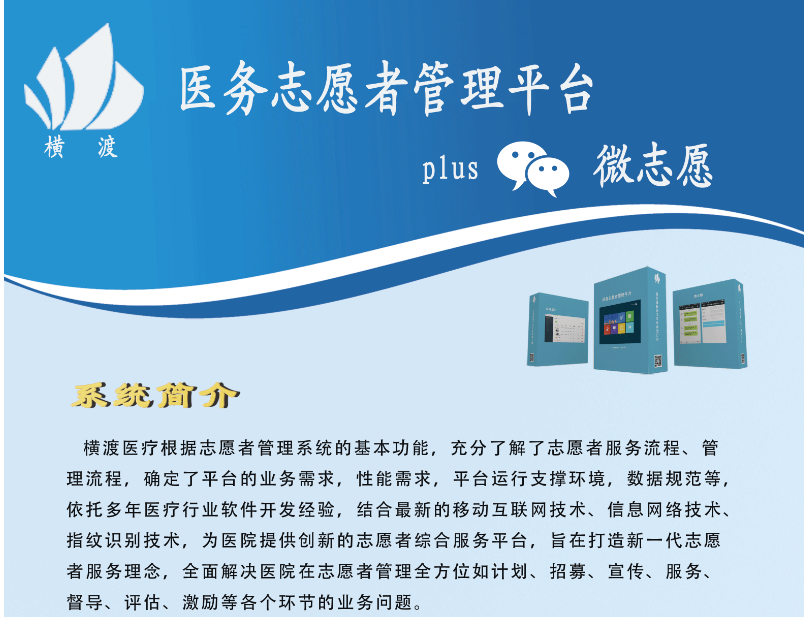 横渡
医务志愿者管理平台
plus 微志愿
系统简介
横渡医疗根据志愿者管理系统的基本功能，充分了解了志愿者服务流程、管
理流程，确定了平台的业务需求，性能需求，平台运行支撑环境，数据规范等，
依托多年医疗行业软件开发经验，结合最新的移动互联网技术、信息网络技术、
指纹识别技术，为医院提供创新的志愿者综合服务平台，旨在打造新一代志愿
者服务理念，全面解决医院在志愿者管理全方位如计划、招募、宣传、服务、
督导、评估、激励等各个环节的业务问题。